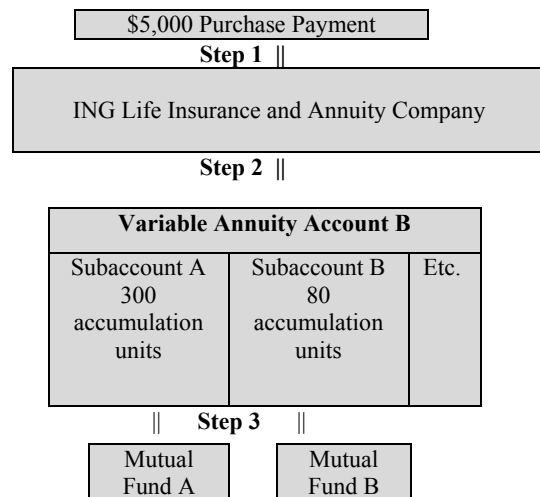 $5,000 Purchase Payment
Step 1 ||
ING Life Insurance and Annuity Company
Step 2 ||
Variable Annuity Account B
Subaccount A
300
accumulation
units
Subaccount B
80
accumulation
units
Etc.
|| Step 3 ||
Mutual
Fund A
Mutual
Fund B